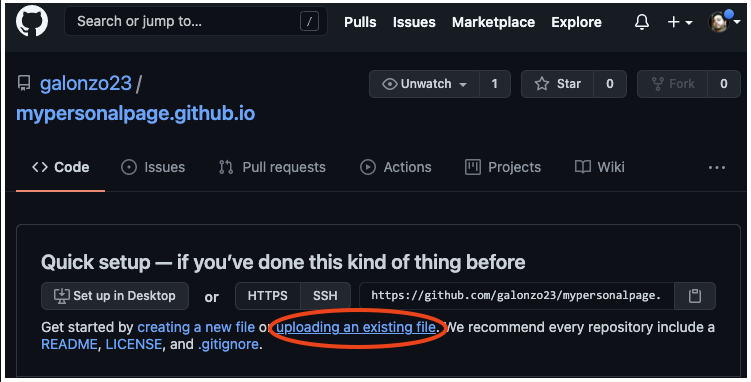 Search or jump to... /
Pulls Issues Marketplace Explore
galonzo23 /
mypersonalpage.github.io
Unwatch 1 Star 0 Fork 0
Code Issues Pull requests Actions Projects Wiki ...
Quick setup — if you've done this kind of thing before
Set up in Desktop or HTTPS SSH https://github.com/galonzo23/mypersonalpage.
Get started by creating a new file or uploading an existing file. We recommend every repository include a
README, LICENSE, and .gitignore.